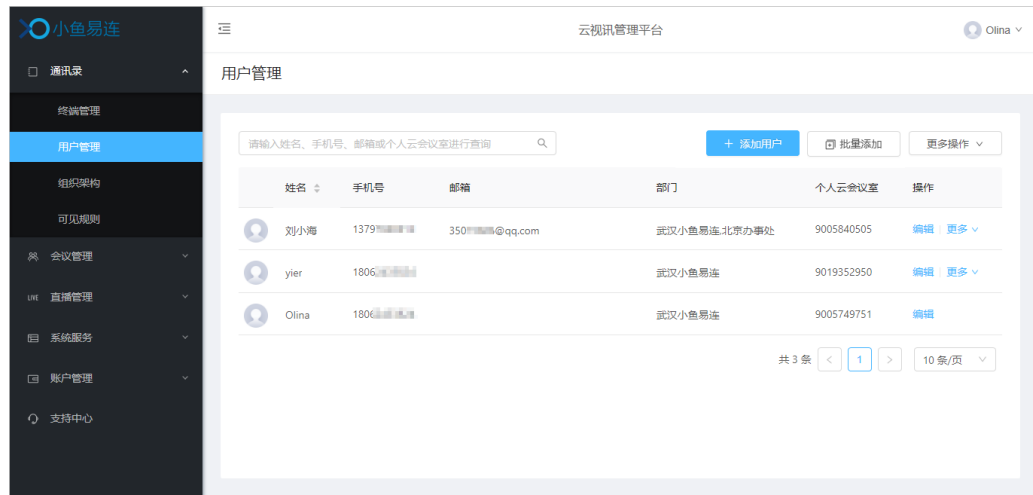 小鱼易连
云视讯管理平台
Olina
通讯录
终端管理
用户管理
组织架构
可见规则
会议管理
LIVE 直播管理
系统服务
账户管理
支持中心
用户管理
请输入姓名、手机号、邮箱或个人云会议室进行查询
+ 添加用户
批量添加
更多操作
姓名 手机号 邮箱 部门 个人云会议室 操作
刘小海 1379 350 @qq.com 武汉小鱼易连,北京办事处 9005840505 编辑 更多
yier 1806 武汉小鱼易连 9019352950 编辑 更多
Olina 1806 武汉小鱼易连 9005749751 编辑
共 3 条 < 1 > 10 条/页